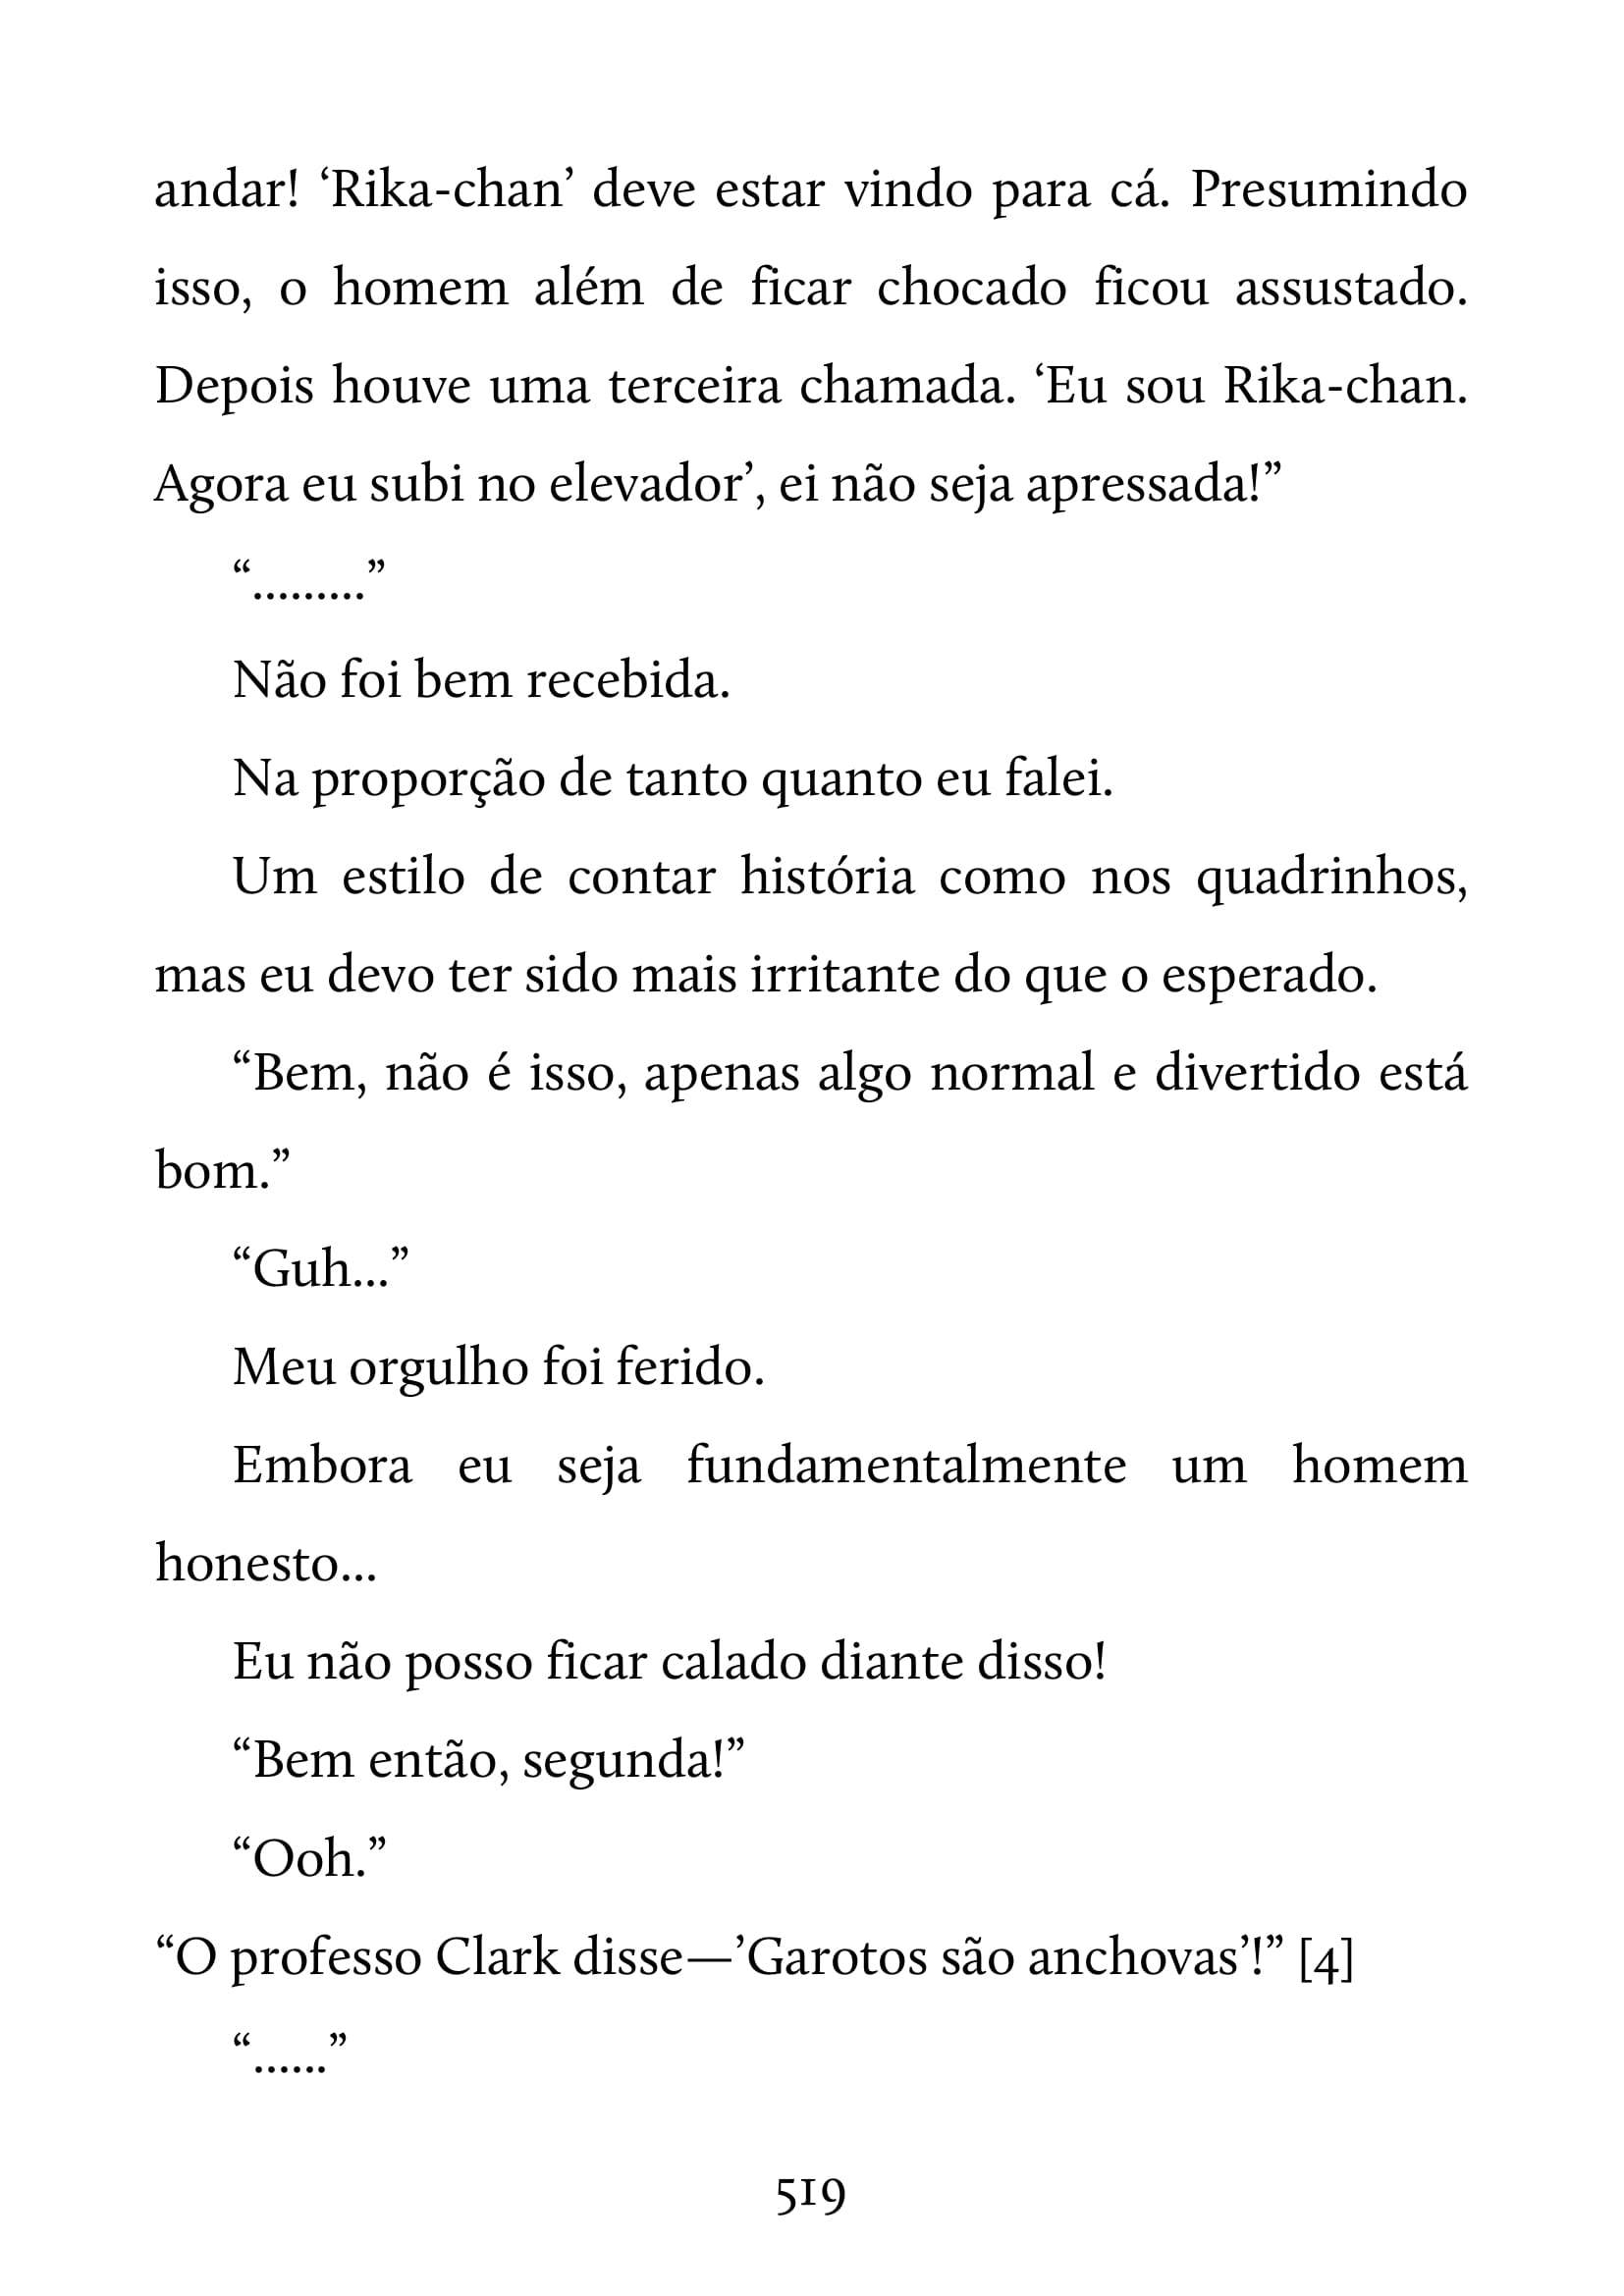 andar! ‘Rika-chan’ deve estar vindo para cá. Presumindo
isso, o homem além de ficar chocado ficou assustado.
Depois houve uma terceira chamada. ‘Eu sou Rika-chan.
Agora eu subi no elevador’, ei não seja apressada!”
“.........”
Não foi bem recebida.
Na proporção de tanto quanto eu falei.
Um estilo de contar história como nos quadrinhos,
mas eu devo ter sido mais irritante do que o esperado.
“Bem, não é isso, apenas algo normal e divertido está
bom.”
“Guh...”
Meu orgulho foi ferido.
Embora eu seja fundamentalmente um homem
honesto...
Eu não posso ficar calado diante disso!
“Bem então, segunda!”
“Ooh.”
“O professo Clark disse—’Garotos são anchovas’!” [4]
“......”
519